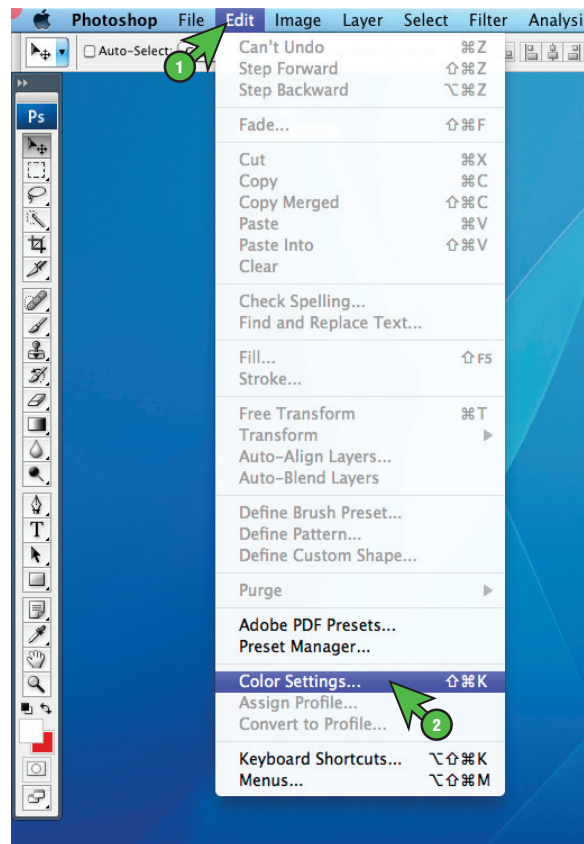 Photoshop File Edit Image Layer Select Filter Analysi
Auto-Select:
1
Ps
T
Can't Undo ⌘Z
Step Forward ⇧⌘Z
Step Backward ⌥⌘Z
Fade... ⇧⌘F
Cut ⌘X
Copy ⌘C
Copy Merged ⇧⌘C
Paste ⌘V
Paste Into ⇧⌘V
Clear
Check Spelling...
Find and Replace Text...
Fill... ⇧F5
Stroke...
Free Transform ⌘T
Transform
Auto-Align Layers...
Auto-Blend Layers
Define Brush Preset...
Define Pattern...
Define Custom Shape...
Purge
Adobe PDF Presets...
Preset Manager...
Color Settings... ⇧⌘K
Assign Profile...
2
Convert to Profile...
Keyboard Shortcuts... ⌥⇧⌘K
Menus... ⌥⇧⌘M